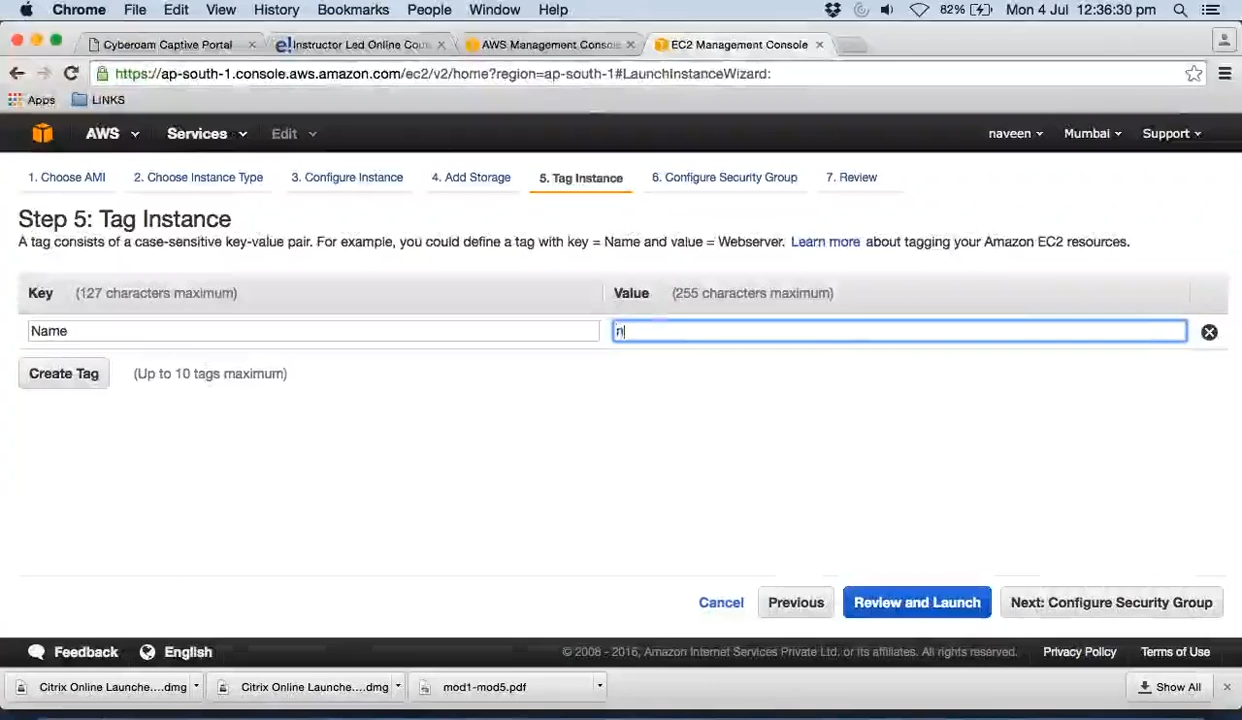 Chrome File Edit View History Bookmarks People Window Help 82% Mon 4 Jul 12:36:30 pm
Cyberoam Captive Portal Instructor Led Online Cou AWS Management Conso EC2 Management Console
https://ap-south-1.console.aws.amazon.com/ec2/v2/home?region=ap-south-1#LaunchInstanceWizard:
Apps LINKS
AWS Services Edit naveen Mumbai Support
1. Choose AMI 2. Choose Instance Type 3. Configure Instance 4. Add Storage 5. Tag Instance 6. Configure Security Group 7. Review
Step 5: Tag Instance
A tag consists of a case-sensitive key-value pair. For example, you could define a tag with key = Name and value = Webserver. Learn more about tagging your Amazon EC2 resources.
Key (127 characters maximum) Value (255 characters maximum)
Name n
Create Tag (Up to 10 tags maximum)
Cancel Previous Review and Launch Next: Configure Security Group
Feedback English © 2008 - 2016, Amazon Internet Services Private Ltd. or its affiliates. All rights reserved. Privacy Policy Terms of Use
Citrix Online Launche....dmg Citrix Online Launche....dmg mod1-mod5.pdf Show All